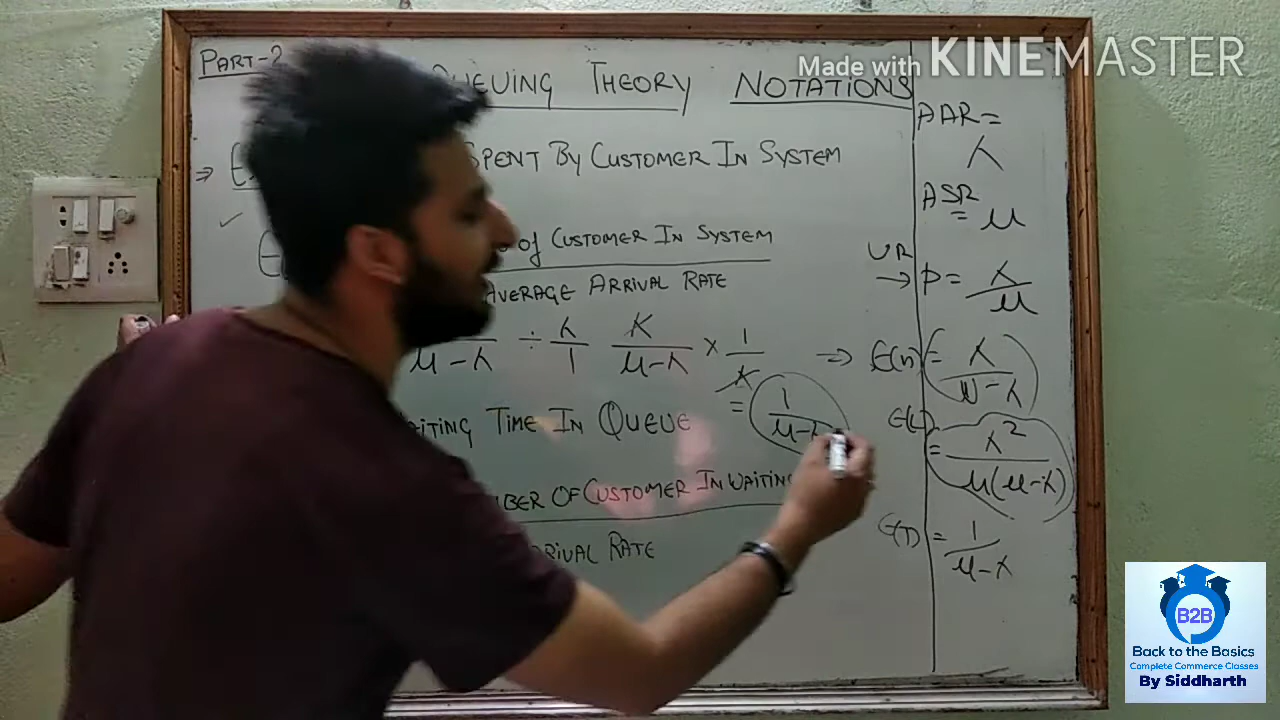 Made with KINEMASTER
PART-2
QUEUING THEORY NOTATIONS
⇒ SPENT BY CUSTOMER IN SYSTEM
✓
of CUSTOMER IN SYSTEM
AVERAGE ARRIVAL RATE
μ-λ ÷ λ/1 λ/(μ-λ) × 1/λ
= 1/(μ-λ)
WAITING TIME IN QUEUE
NUMBER OF CUSTOMER IN WAITING
ARRIVAL RATE
AAR =
λ
ASR
= μ
UR
→ P = λ/μ
⇒ E(n) = λ/(μ-λ)
E(L) = λ²/(μ(μ-λ))
E(T) = 1/(μ-λ)
B2B
Back to the Basics
Complete Commerce Classes
By Siddharth